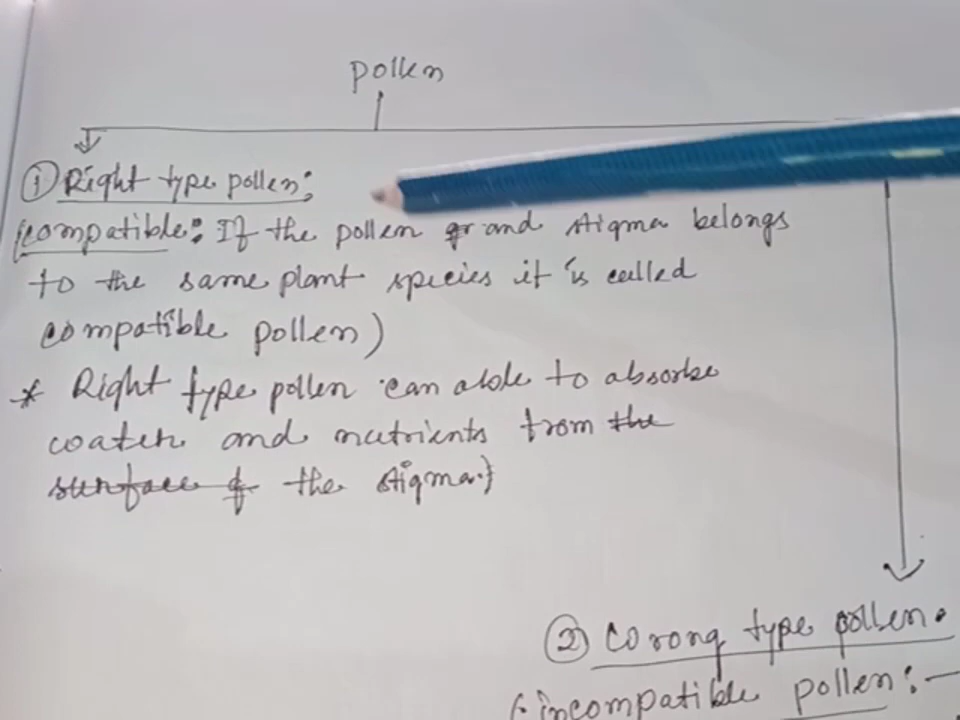 pollen
① Right type pollen:
(compatible: If the pollen and stigma belongs
to the same plant species it is called
compatible pollen)
* Right type pollen can able to absorbe
water and nutrients from the
surface of the stigma.}
② Wrong type pollen.
(incompatible pollen:-